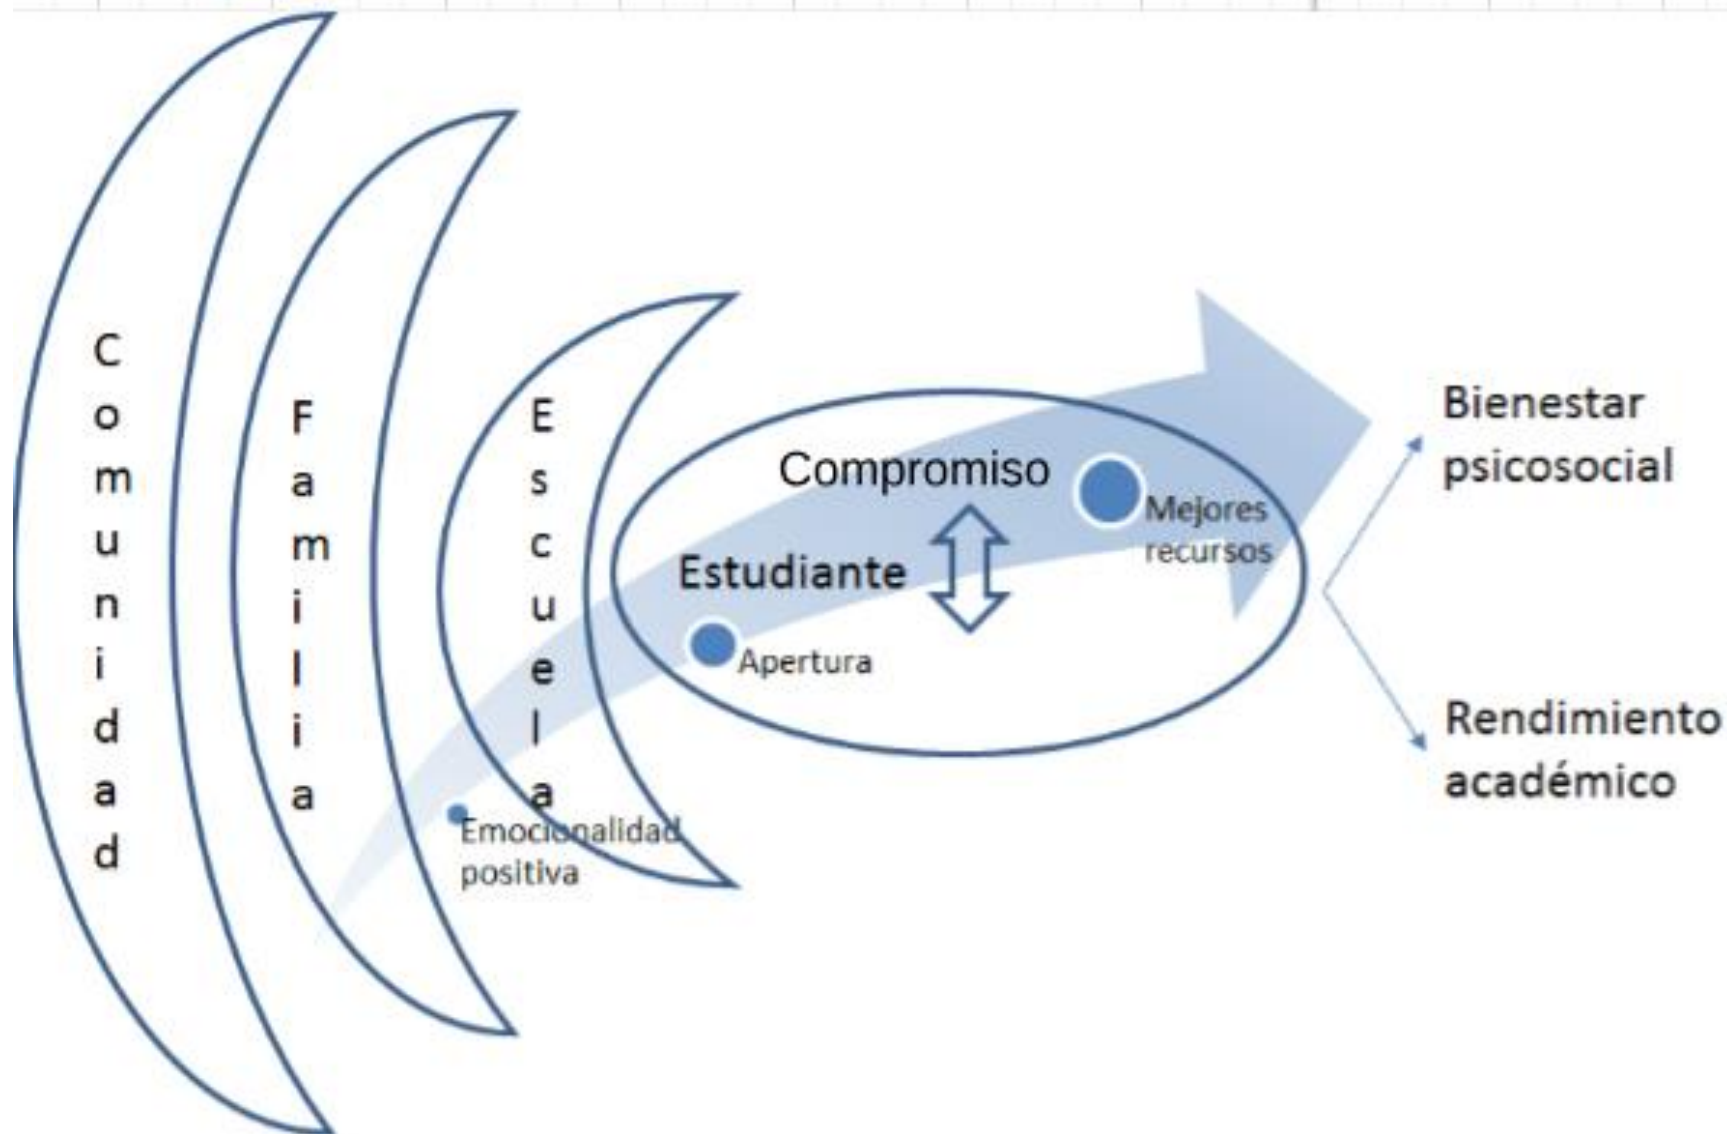 Comunidad
Familia
Escuela
Emocionalidad
positiva
Compromiso
Estudiante
Apertura
Mejores
recursos
Bienestar
psicosocial
Rendimiento
académico